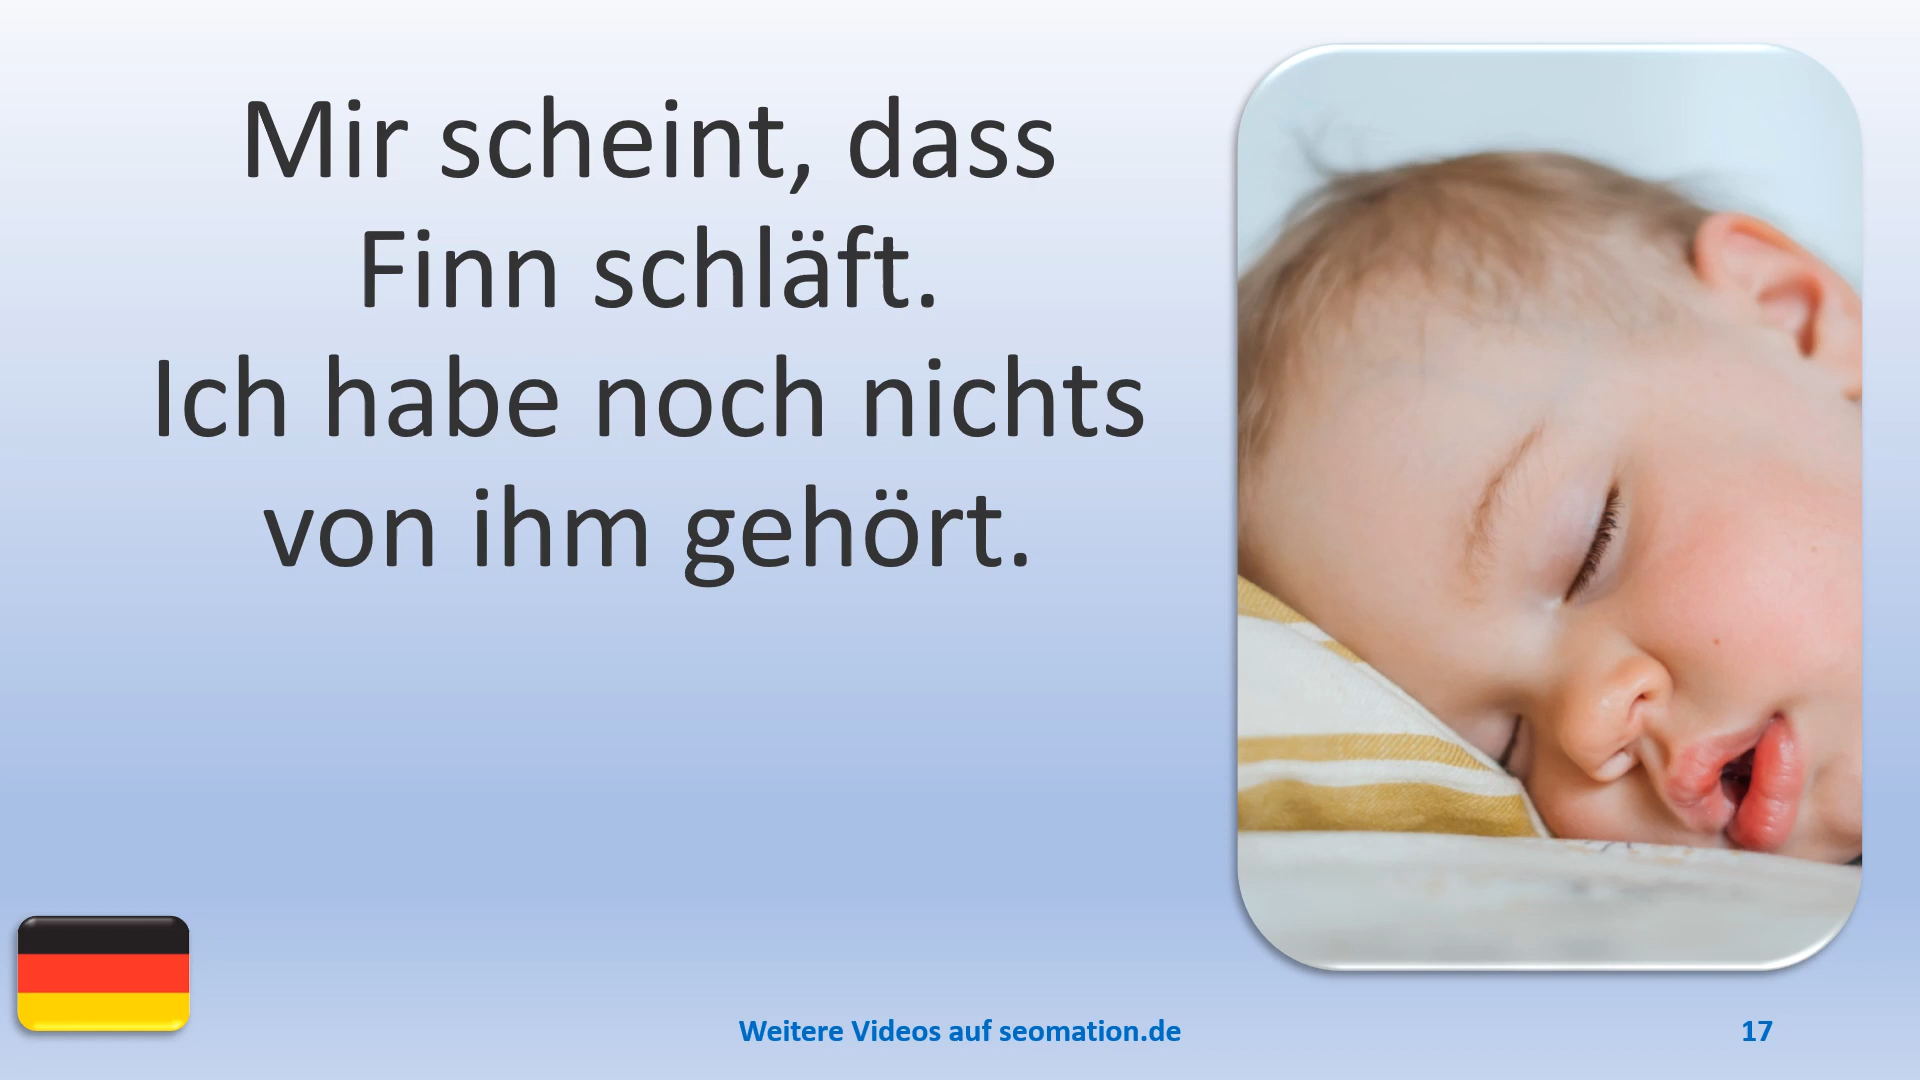 Mir scheint, dass
Finn schläft.
Ich habe noch nichts
von ihm gehört.
Weitere Videos auf seomation.de
17